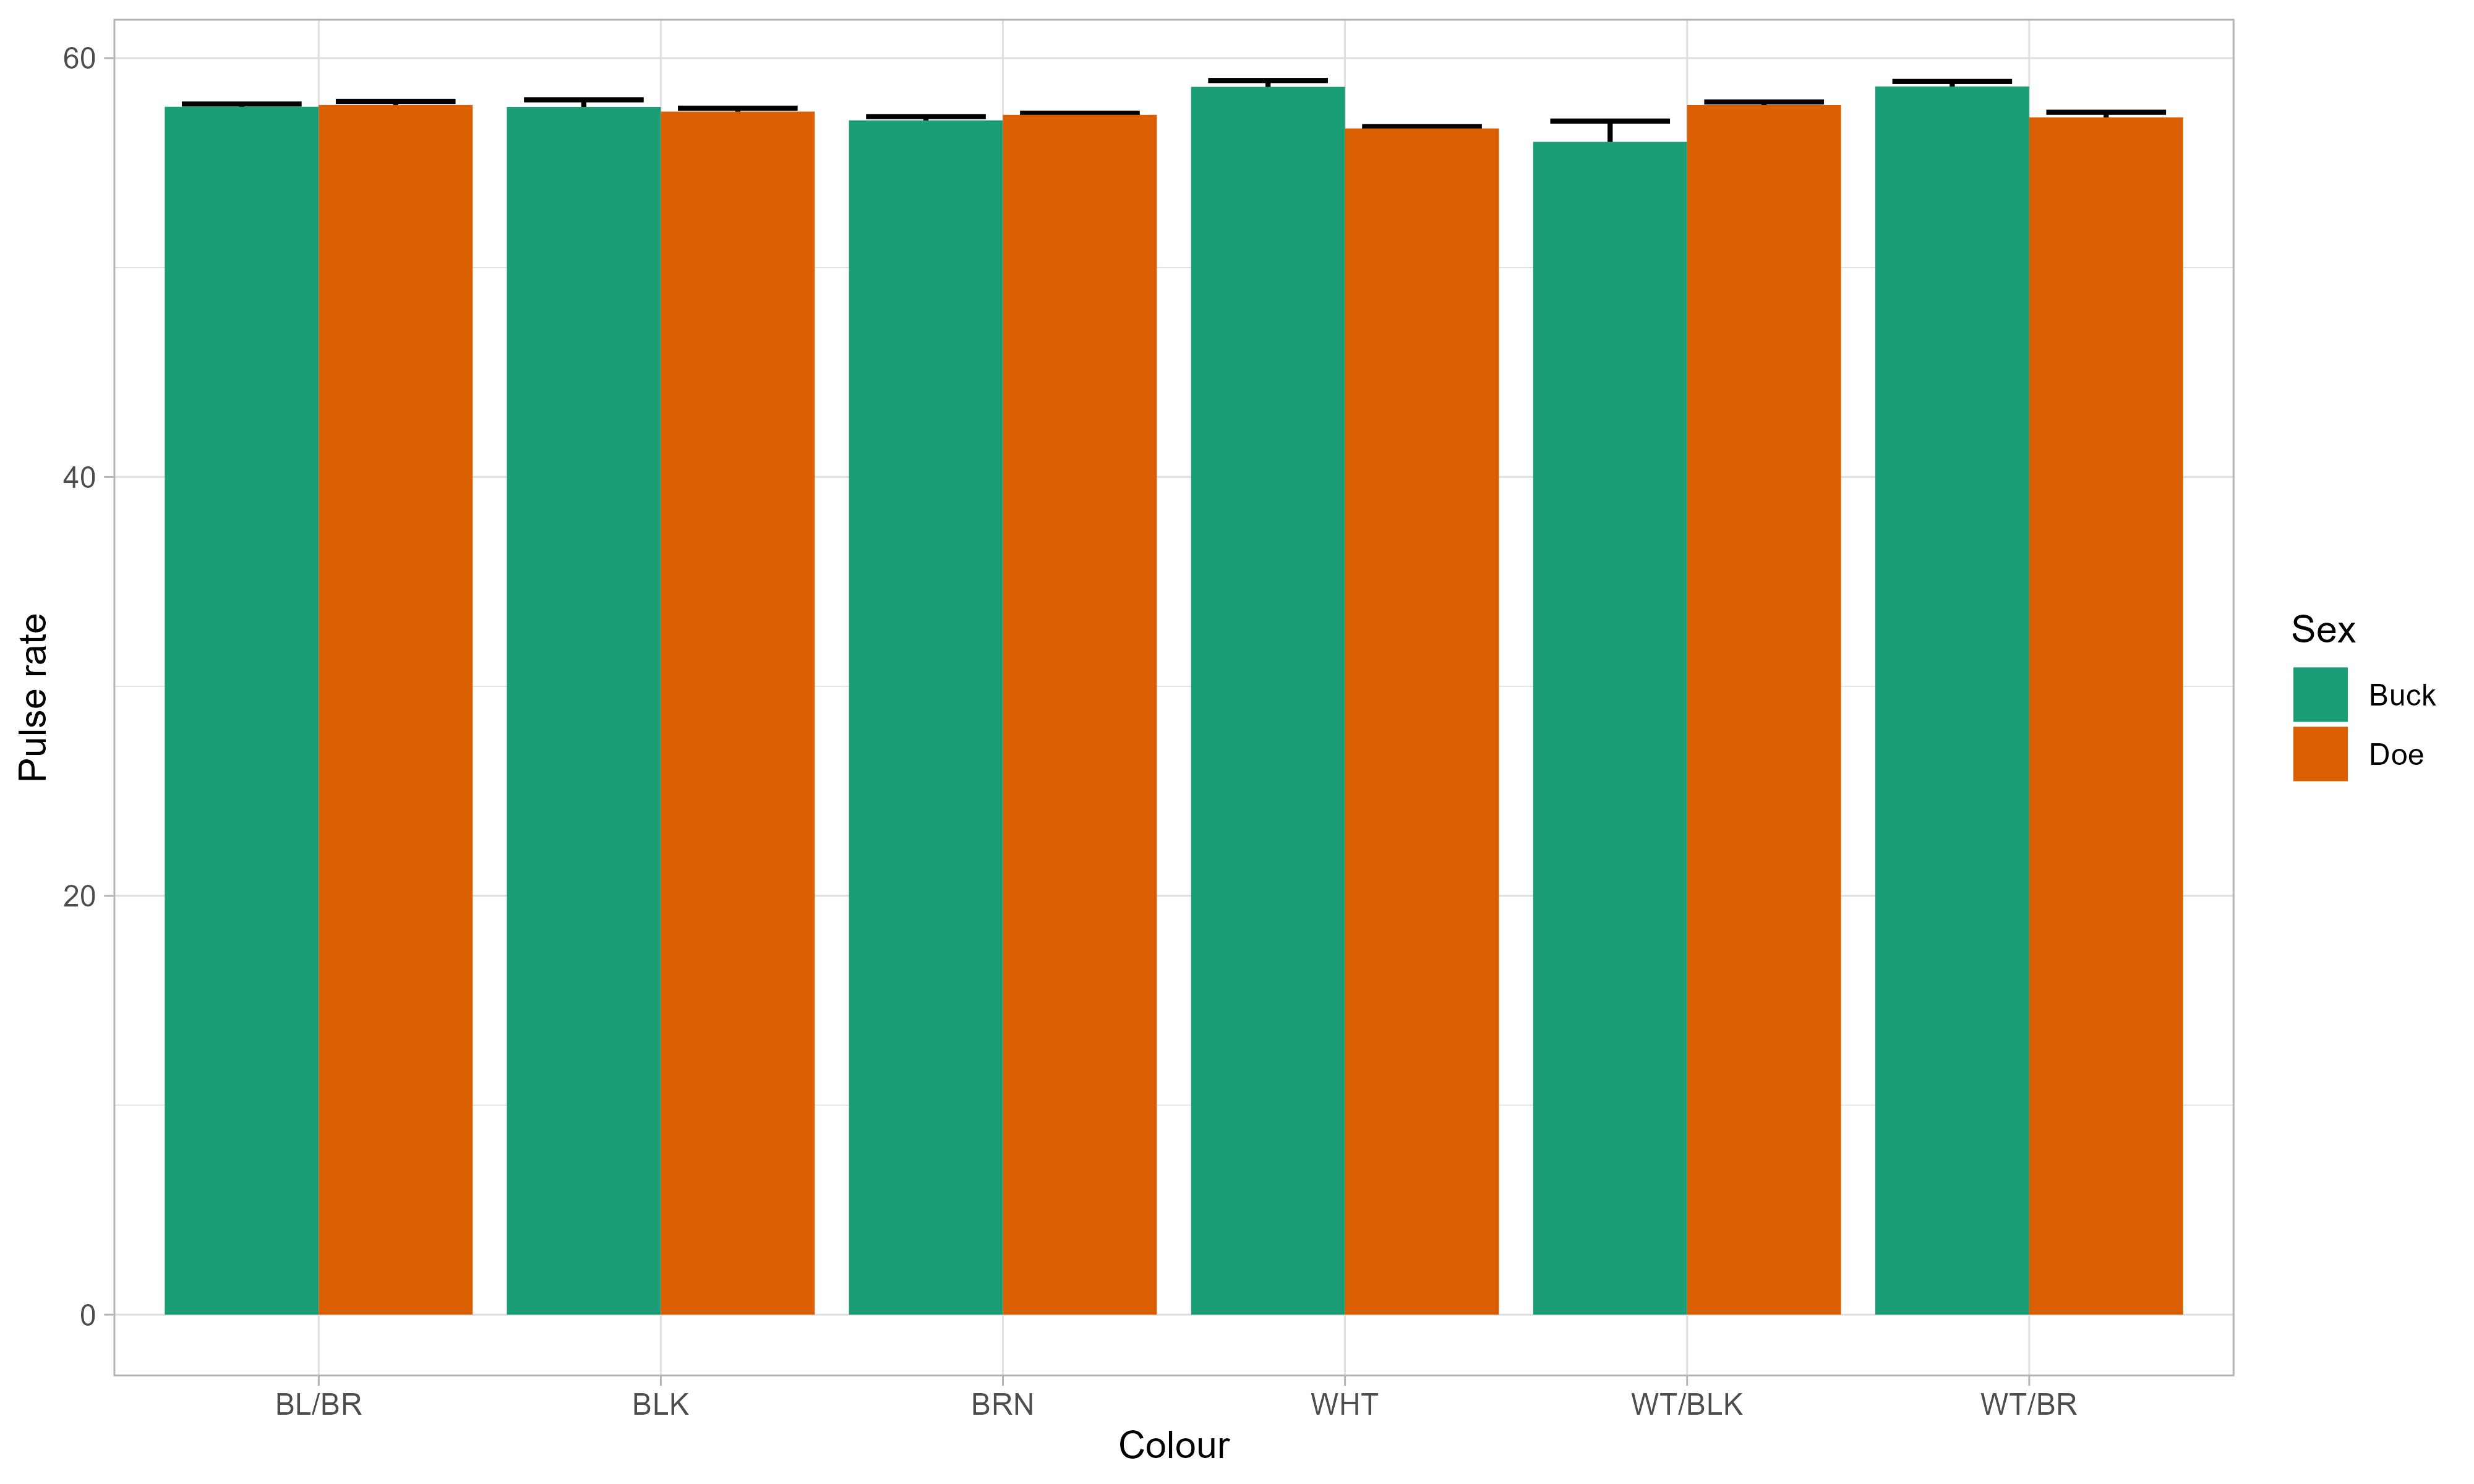 60
40
20
0
Pulse rate
BL/BR
BLK
BRN
WHT
WT/BLK
WT/BR
Colour
Sex
Buck
Doe